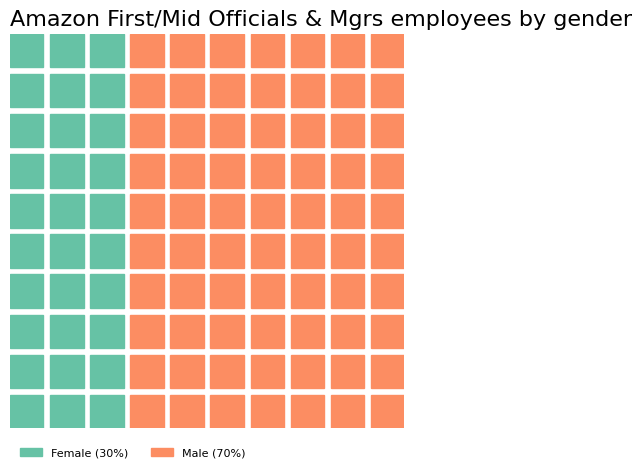 Amazon First/Mid Officials & Mgrs employees by gender
Female (30%) Male (70%)